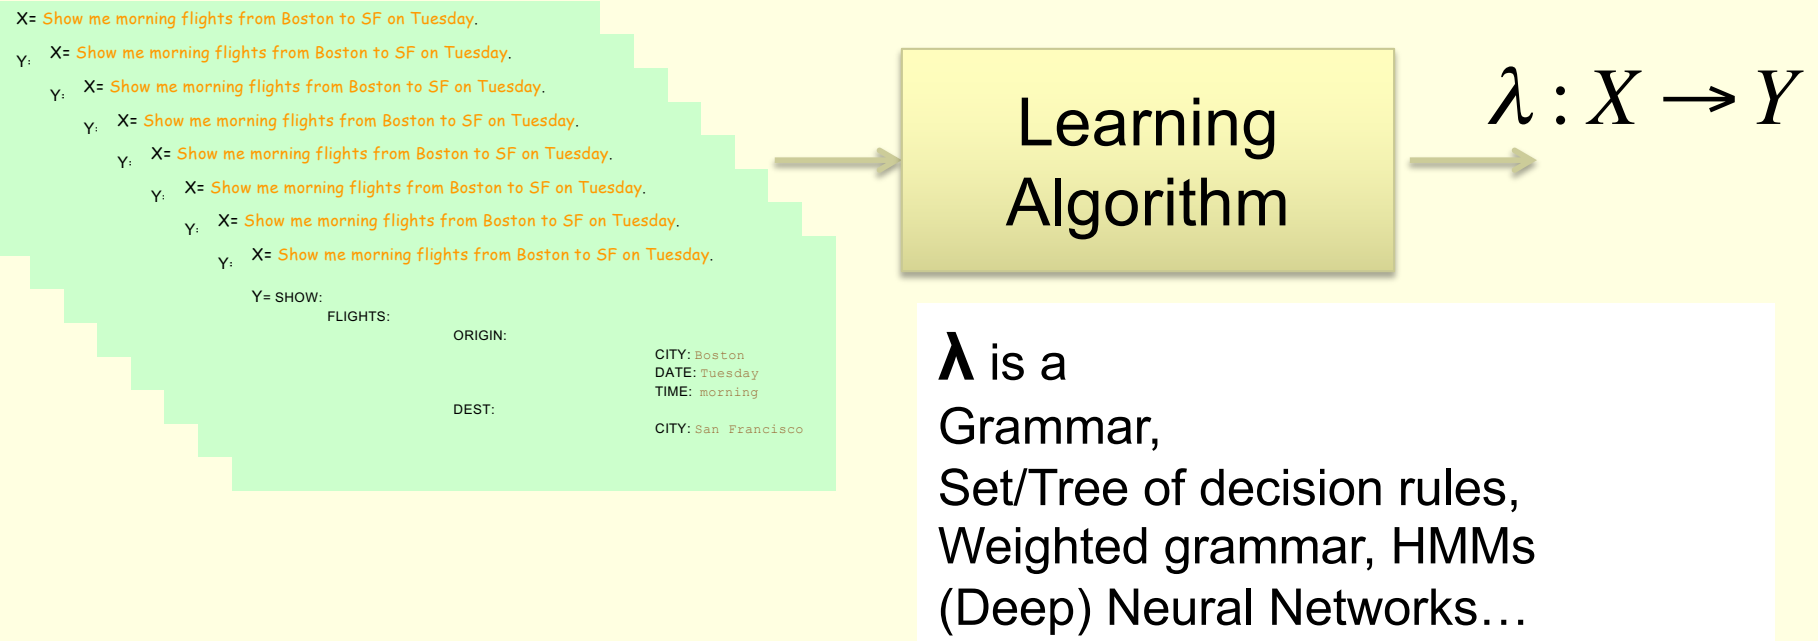 X= Show me morning flights from Boston to SF on Tuesday.
Y:
X= Show me morning flights from Boston to SF on Tuesday.
Y:
X= Show me morning flights from Boston to SF on Tuesday.
Y:
X= Show me morning flights from Boston to SF on Tuesday.
Y:
X= Show me morning flights from Boston to SF on Tuesday.
Y:
X= Show me morning flights from Boston to SF on Tuesday.
Y:
X= Show me morning flights from Boston to SF on Tuesday.
Y:
X= Show me morning flights from Boston to SF on Tuesday.
Y= SHOW:
FLIGHTS:
ORIGIN:
CITY: Boston
DATE: Tuesday
TIME: morning
DEST:
CITY: San Francisco
Learning
Algorithm
λ : X → Y
λ is a
Grammar,
Set/Tree of decision rules,
Weighted grammar, HMMs
(Deep) Neural Networks…